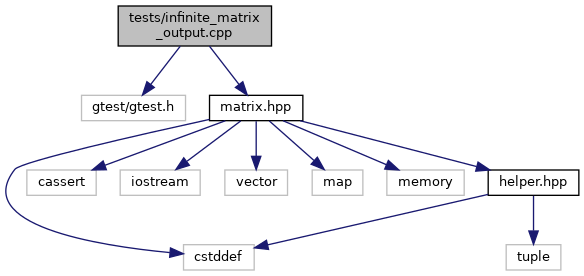 tests/infinite_matrix
_output.cpp
gtest/gtest.h
matrix.hpp
cassert
iostream
vector
map
memory
helper.hpp
cstddef
tuple